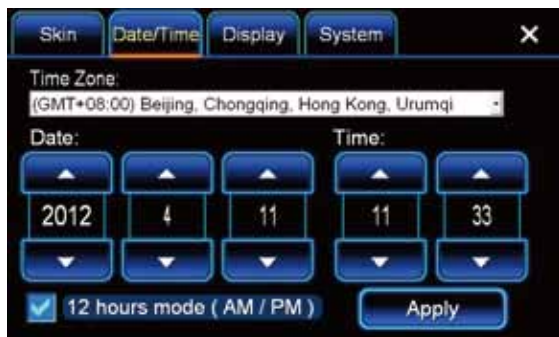 Skin Date/Time Display System
Time Zone:
(GMT+08:00) Beijing, Chongqing, Hong Kong, Urumqi
Date: Time:
2012 4 11 11 33
12 hours mode ( AM / PM ) Apply